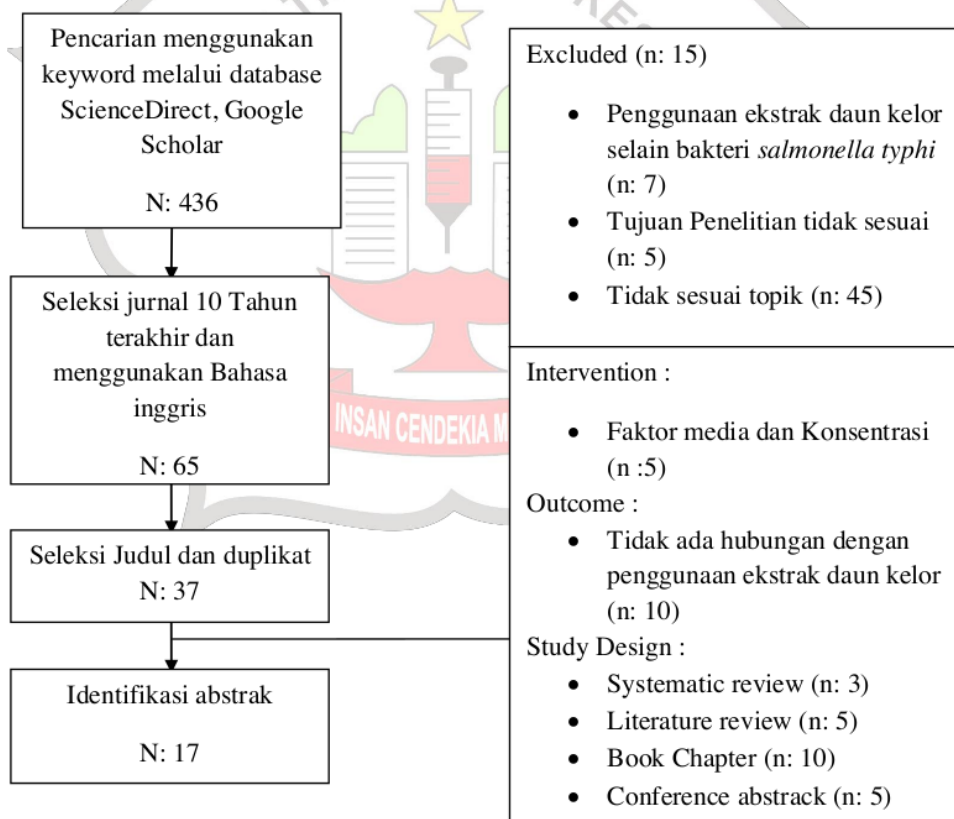 Pencarian menggunakan
keyword melalui database
ScienceDirect, Google
Scholar
N: 436
Seleksi jurnal 10 Tahun
terakhir dan
menggunakan Bahasa
inggris
N: 65
Seleksi Judul dan duplikat
N: 37
Identifikasi abstrak
N: 17
Excluded (n: 15)
• Penggunaan ekstrak daun kelor
selain bakteri salmonella typhi
(n: 7)
• Tujuan Penelitian tidak sesuai
(n: 5)
• Tidak sesuai topik (n: 45)
Intervention :
• Faktor media dan Konsentrasi
(n :5)
Outcome :
• Tidak ada hubungan dengan
penggunaan ekstrak daun kelor
(n: 10)
Study Design :
• Systematic review (n: 3)
• Literature review (n: 5)
• Book Chapter (n: 10)
• Conference abstrack (n: 5)
INSAN CENDEKIA M